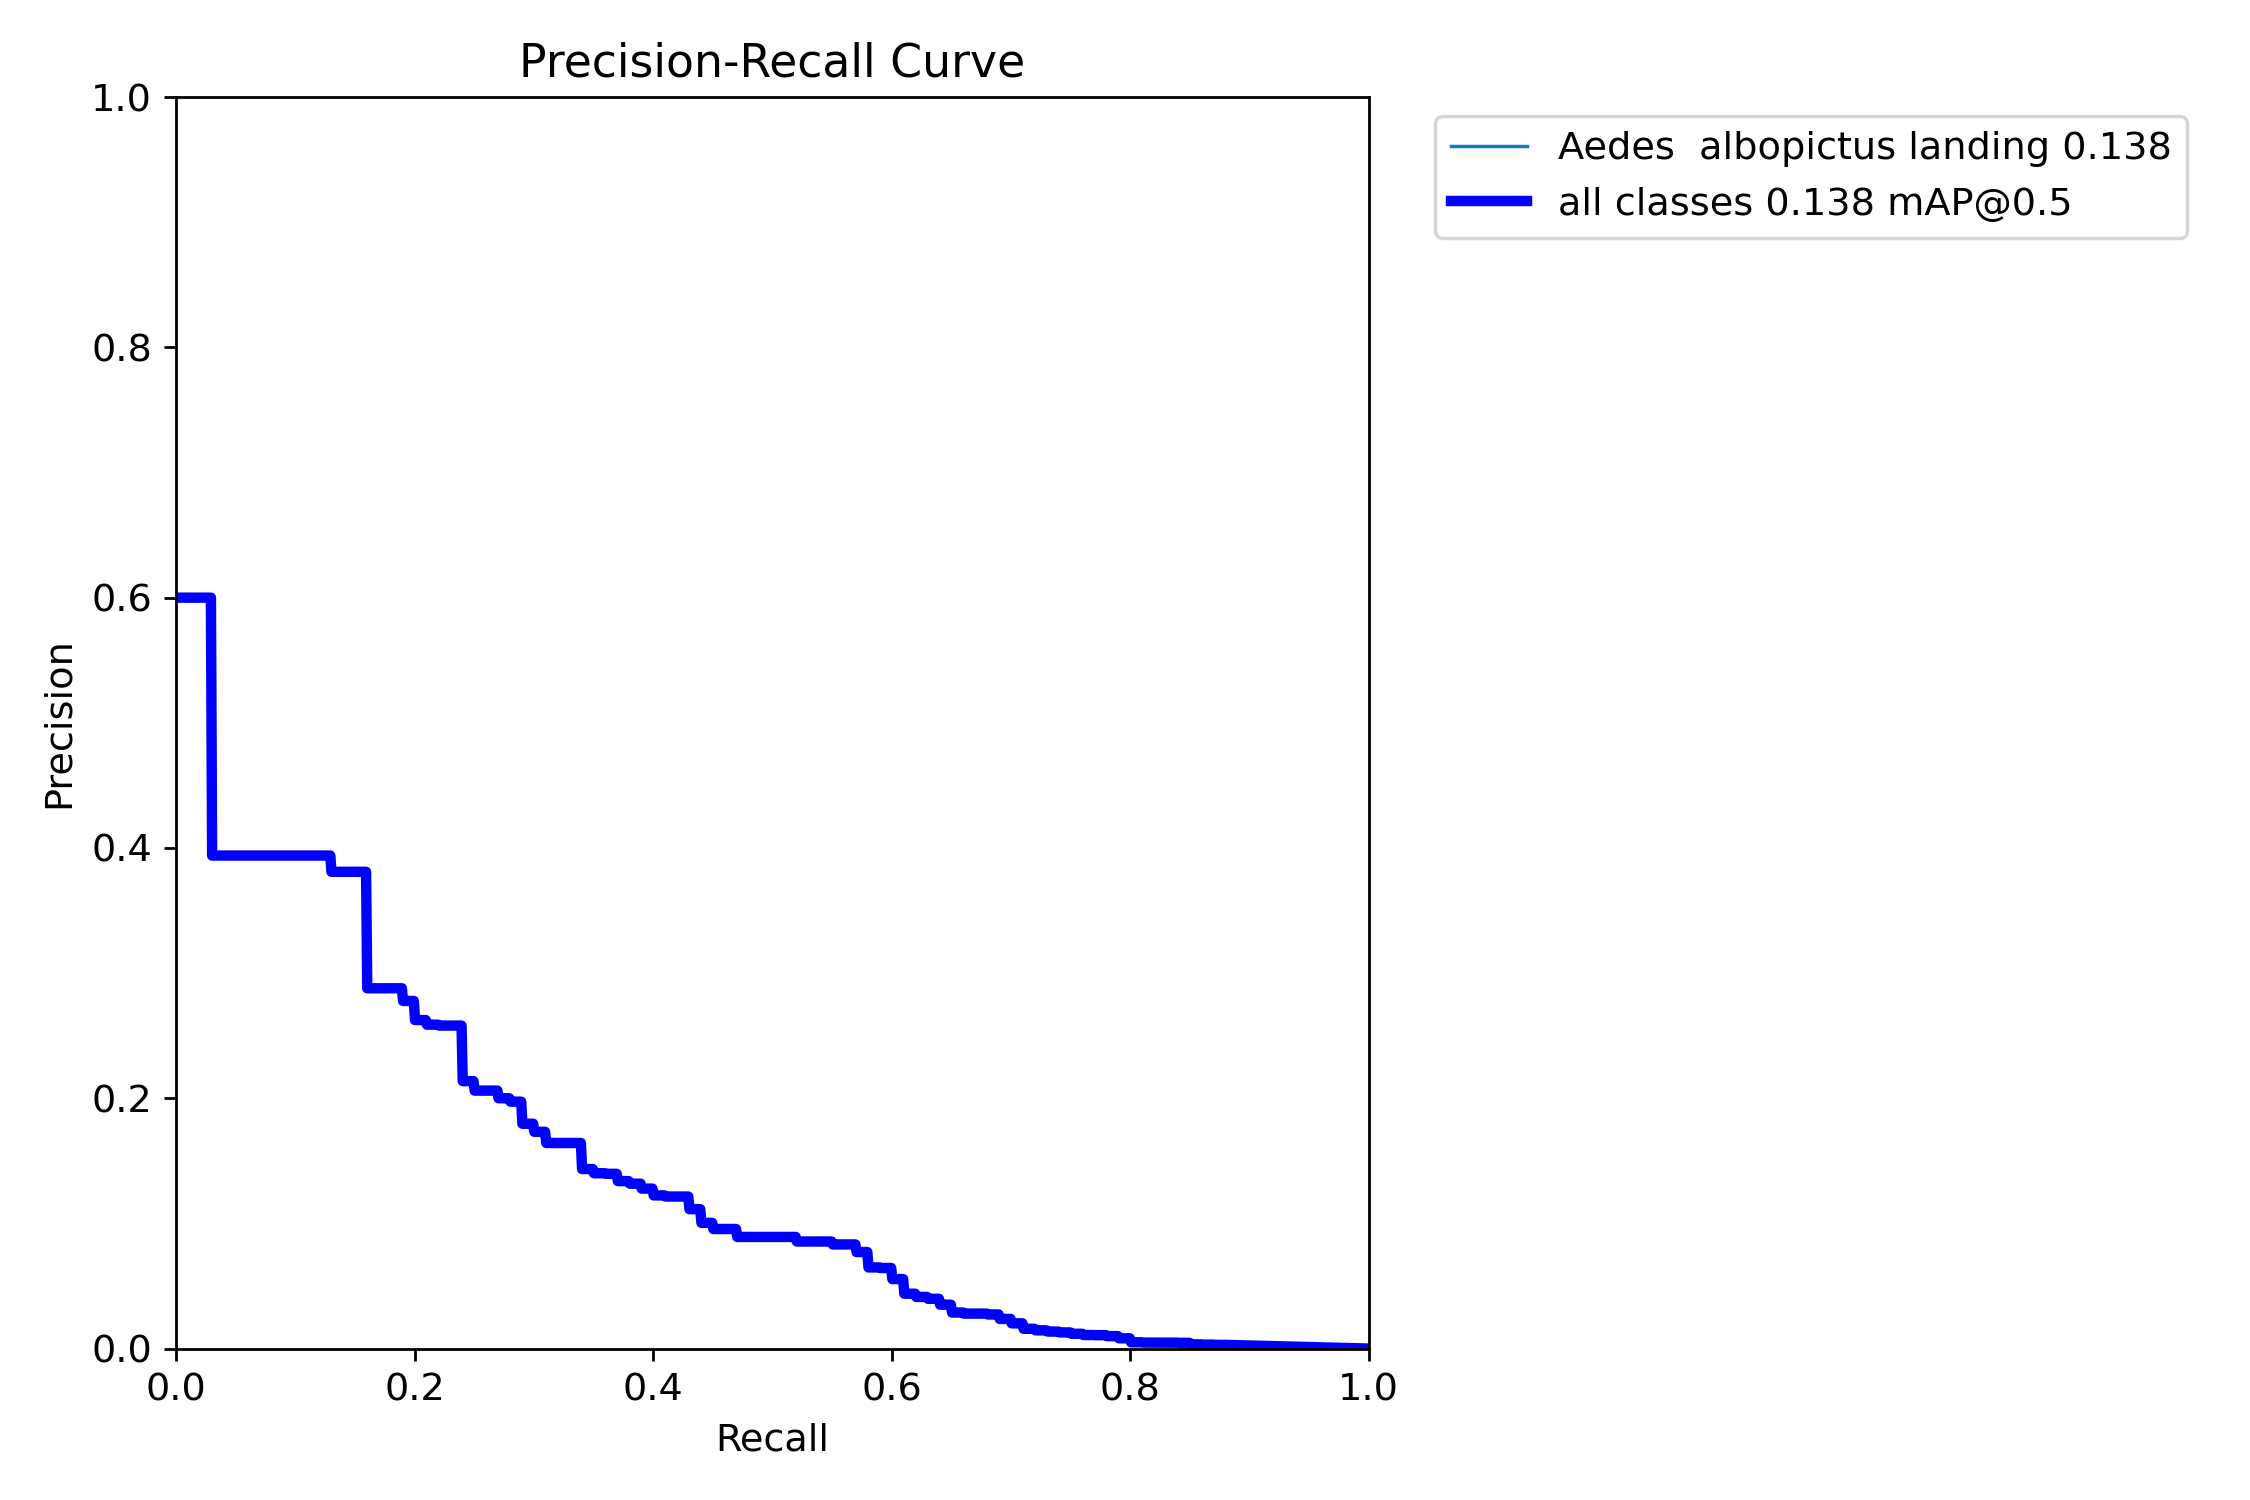 Precision-Recall Curve
1.0
0.8
0.6
0.4
0.2
0.0
Precision
0.0 0.2 0.4 0.6 0.8 1.0
Recall
Aedes  albopictus landing 0.138
all classes 0.138 mAP@0.5